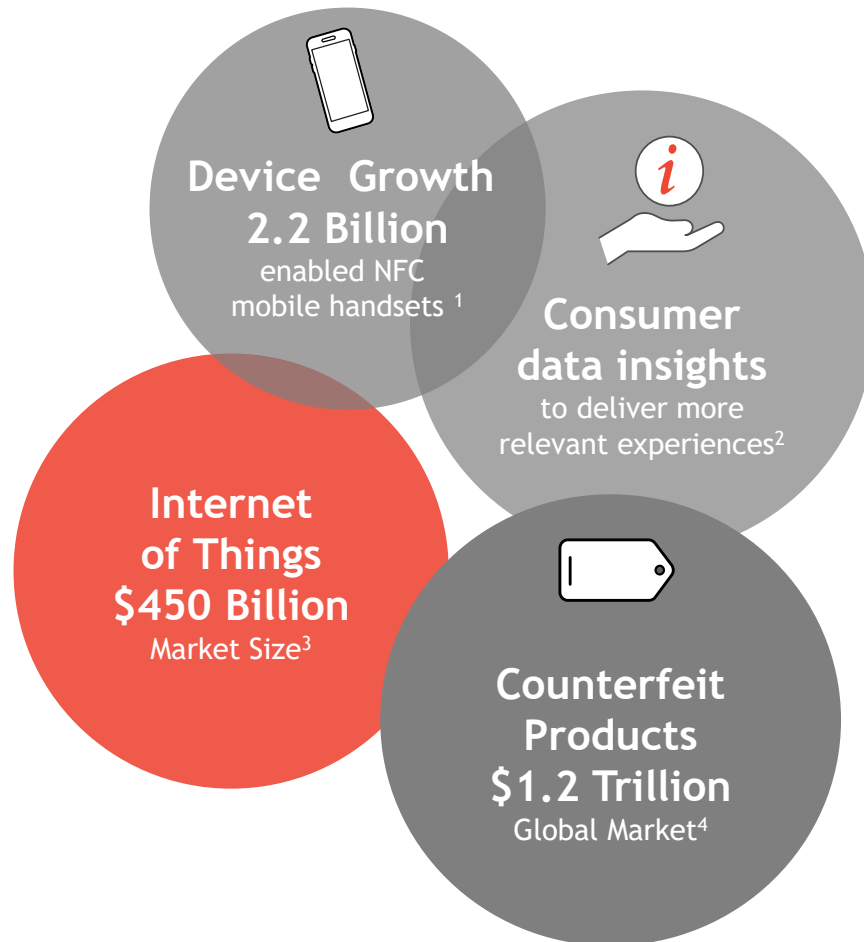 Device Growth
2.2 Billion
enabled NFC
mobile handsets ¹
i
Consumer
data insights
to deliver more
relevant experiences²
Internet
of Things
$450 Billion
Market Size³
Counterfeit
Products
$1.2 Trillion
Global Market⁴